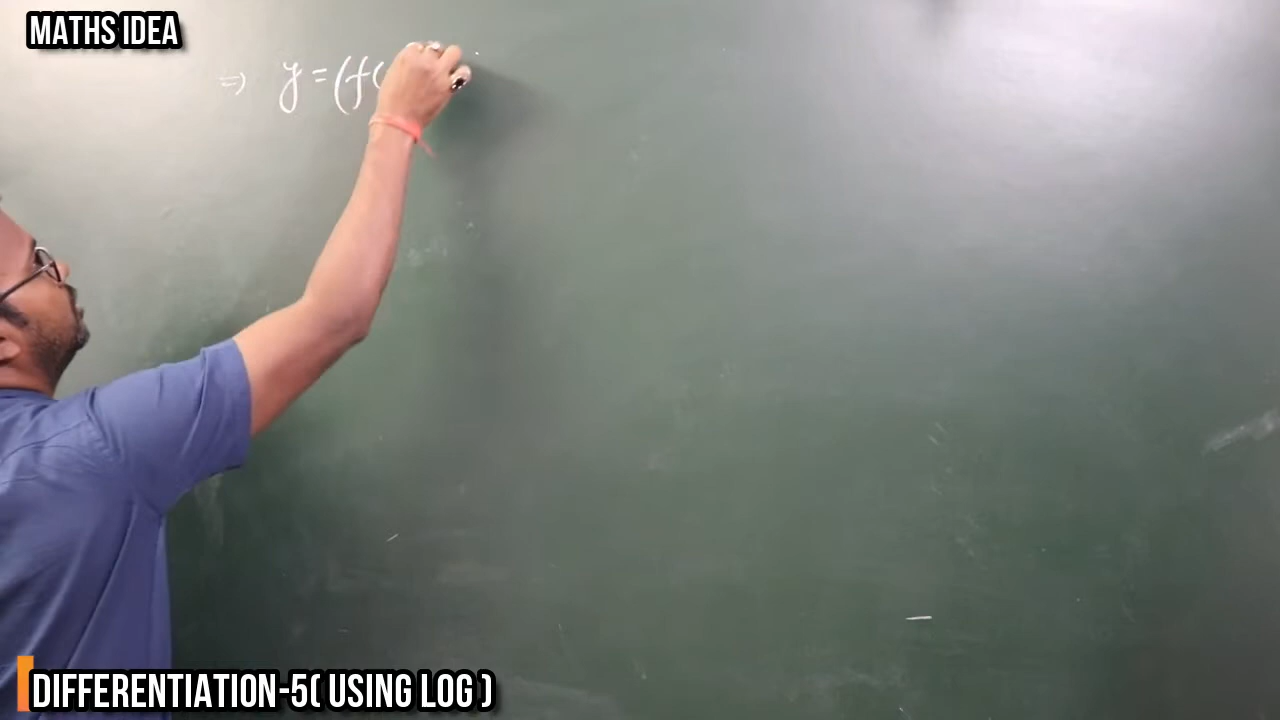 MATHS IDEA
⇒ y = (f(
DIFFERENTIATION-5( USING LOG )